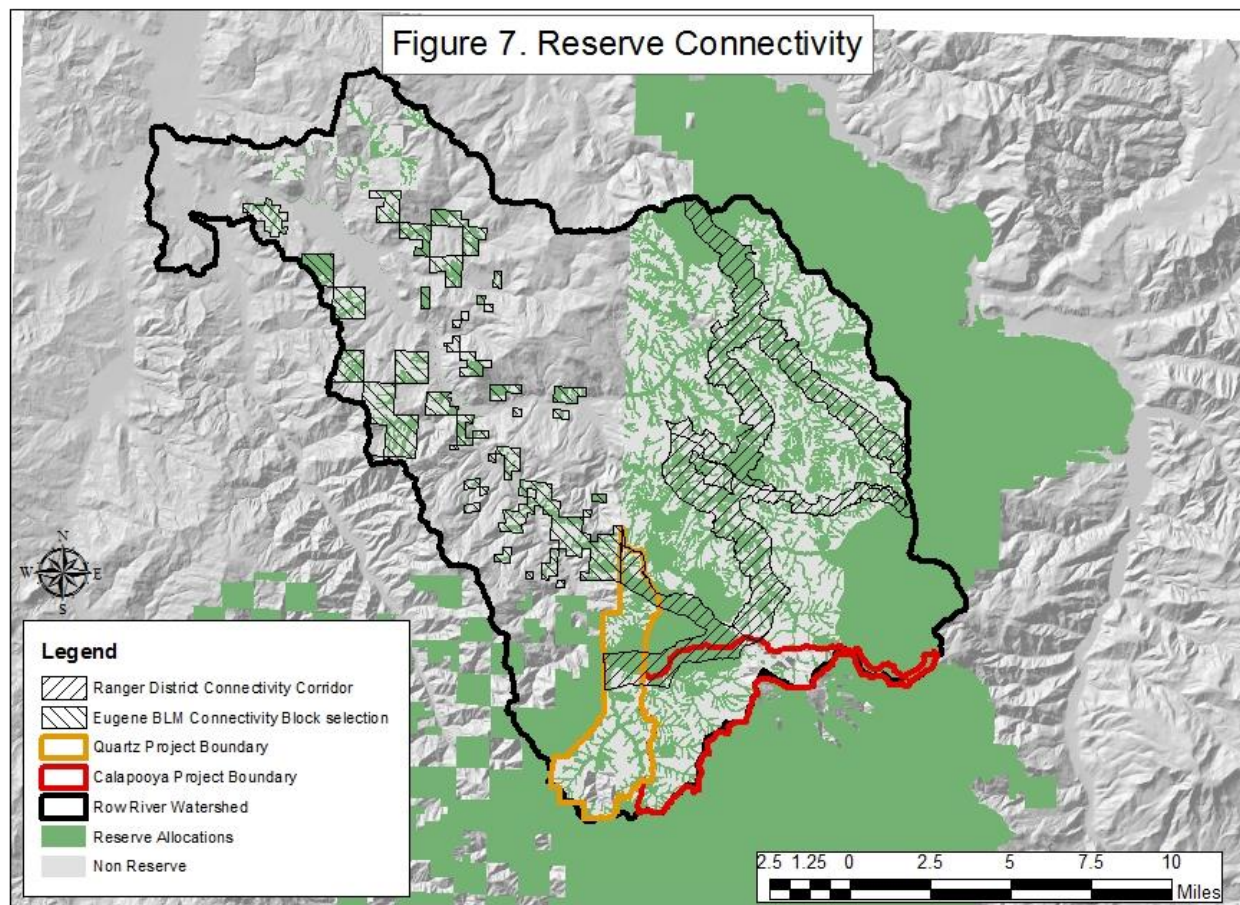 Figure 7. Reserve Connectivity
N
W E
S
Legend
Ranger District Connectivity Corridor
Eugene BLM Connectivity Block selection
Quartz Project Boundary
Calapooya Project Boundary
Row River Watershed
Reserve Allocations
Non Reserve
2.5 1.25 0 2.5 5 7.5 10
Miles